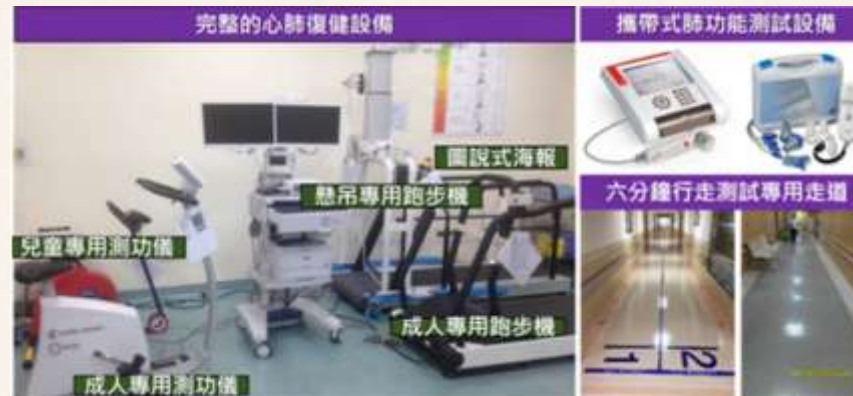 完整的心肺復健設備
圖說式海報
懸吊專用跑步機
兒童專用測功儀
成人專用跑步機
成人專用測功儀
攜帶式肺功能測試設備
六分鐘行走測試專用走道
1 2